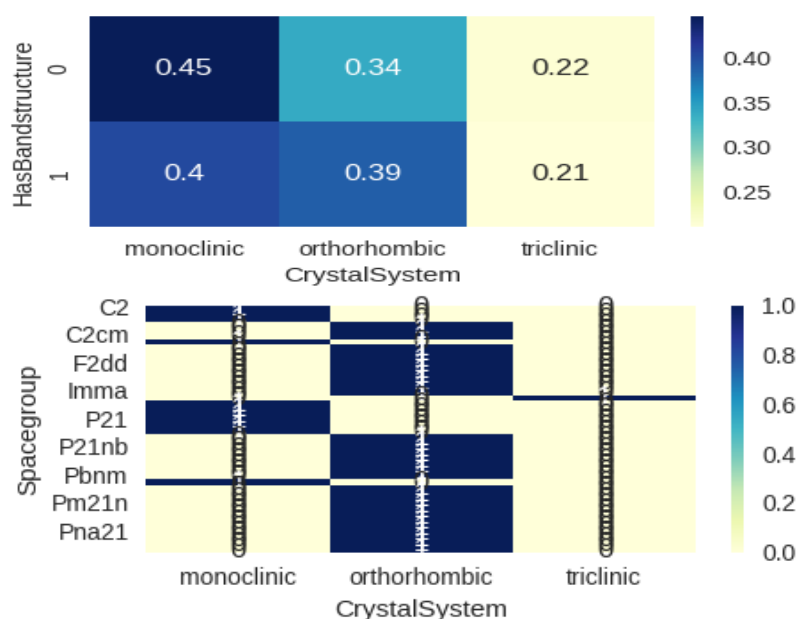 HasBandstructure
0
0.45 0.34 0.22
1
0.4 0.39 0.21
monoclinic orthorhombic triclinic
CrystalSystem
0.40
0.35
0.30
0.25
Spacegroup
C2
C2cm
F2dd
Imma
P21
P21nb
Pbnm
Pm21n
Pna21
monoclinic orthorhombic triclinic
CrystalSystem
1.0
0.8
0.6
0.4
0.2
0.0